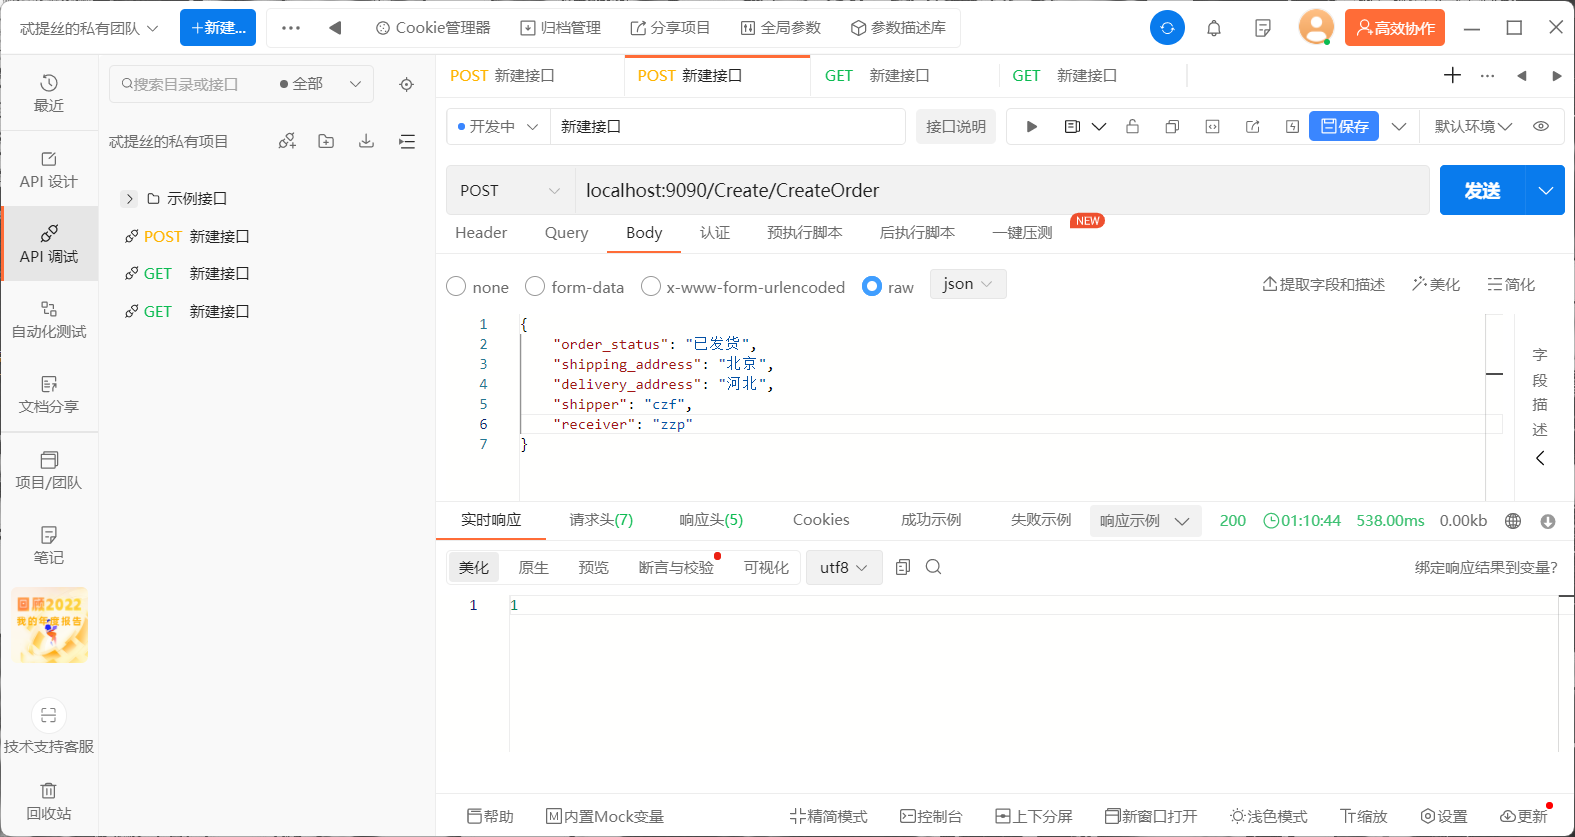 忒提丝的私有团队
+新建...
Cookie管理器
归档管理
分享项目
全局参数
参数描述库
高效协作
最近
API 设计
API 调试
自动化测试
文档分享
项目/团队
笔记
回顾2022
我的年度报告
技术支持客服
回收站
搜索目录或接口
全部
忒提丝的私有项目
示例接口
POST 新建接口
GET 新建接口
GET 新建接口
POST 新建接口
POST 新建接口
GET 新建接口
GET 新建接口
开发中
新建接口
接口说明
保存
默认环境
POST
localhost:9090/Create/CreateOrder
发送
Header
Query
Body
认证
预执行脚本
后执行脚本
一键压测
NEW
none
form-data
x-www-form-urlencoded
raw
json
提取字段和描述
美化
简化
1 {
2 "order_status": "已发货",
3 "shipping_address": "北京",
4 "delivery_address": "河北",
5 "shipper": "czf",
6 "receiver": "zzp"
7 }
字
段
描
述
实时响应
请求头(7)
响应头(5)
Cookies
成功示例
失败示例
响应示例
200
01:10:44
538.00ms
0.00kb
美化
原生
预览
断言与校验
可视化
utf8
绑定响应结果到变量?
1 1
帮助
M内置Mock变量
精简模式
控制台
上下分屏
新窗口打开
浅色模式
Tт缩放
设置
更新